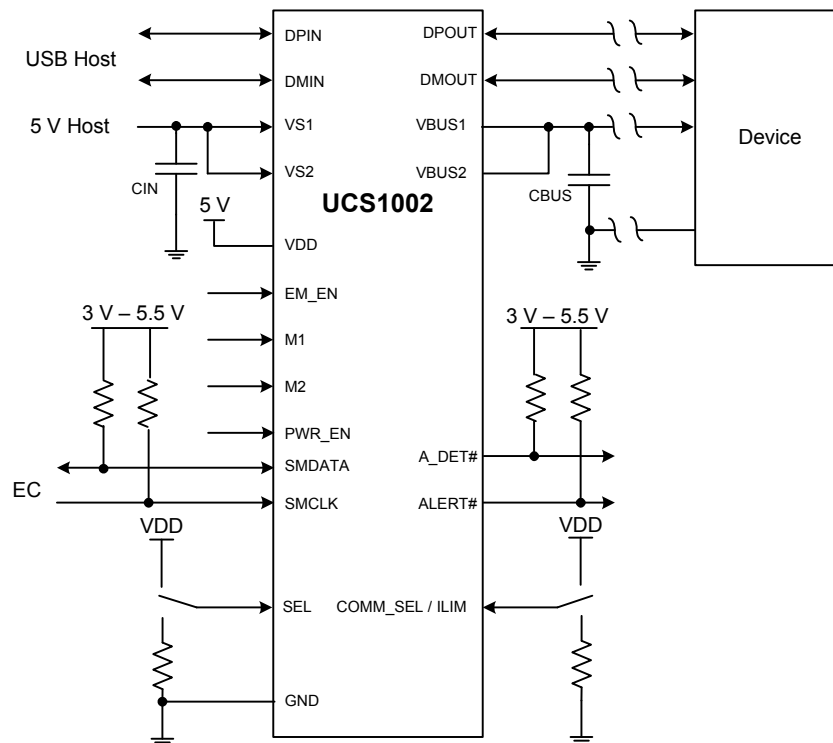 USB Host
DPIN
DPOUT
DMIN
DMOUT
5 V Host
VS1
VBUS1
Device
VS2
VBUS2
CIN
CBUS
UCS1002
5 V
VDD
EM_EN
3 V – 5.5 V
3 V – 5.5 V
M1
M2
PWR_EN
A_DET#
SMDATA
EC
SMCLK
ALERT#
VDD
VDD
SEL
COMM_SEL / ILIM
GND